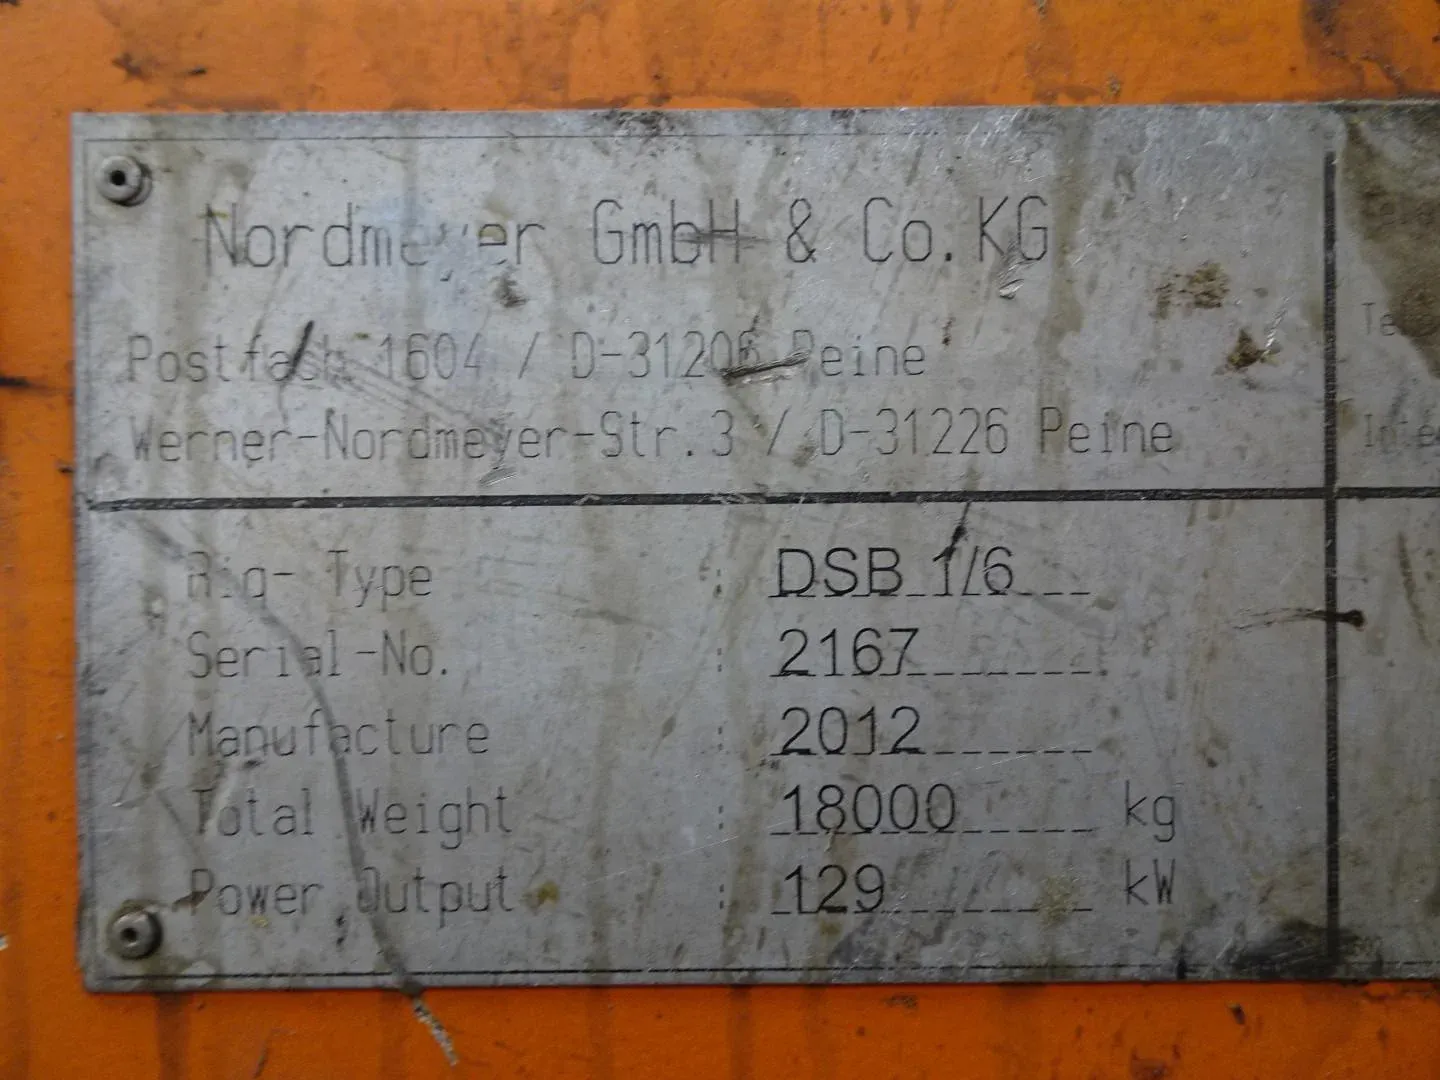 Nordmeyer GmbH & Co.KG
Postfach 1604 / D-31206 Peine
Werner-Nordmeyer-Str.3 / D-31226 Peine
Rig- Type : DSB 1/6
Serial-No. : 2167
Manufacture : 2012
Total Weight : 18000 kg
Power Output : 129 kW